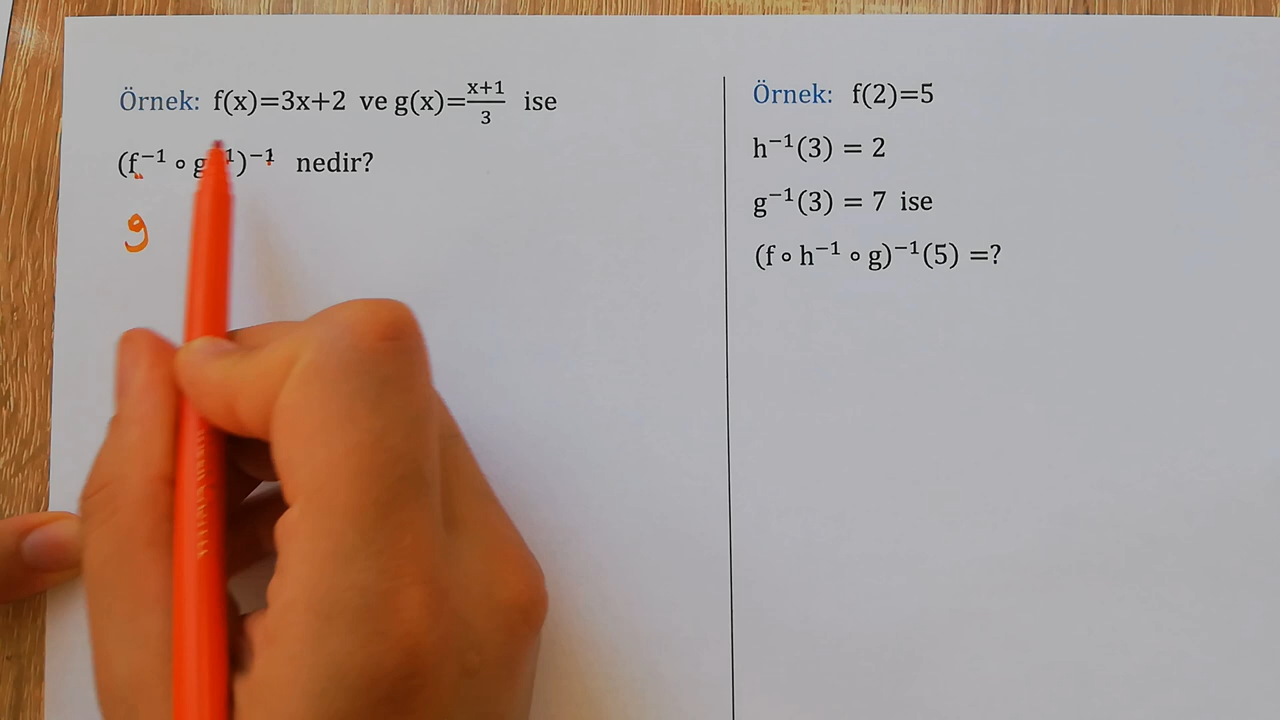 Örnek: f(x)=3x+2 ve g(x)=x+1/3 ise
(f⁻¹ ∘ g⁻¹)⁻¹ nedir?
g
Örnek: f(2)=5
h⁻¹(3) = 2
g⁻¹(3) = 7 ise
(f ∘ h⁻¹ ∘ g)⁻¹(5) =?